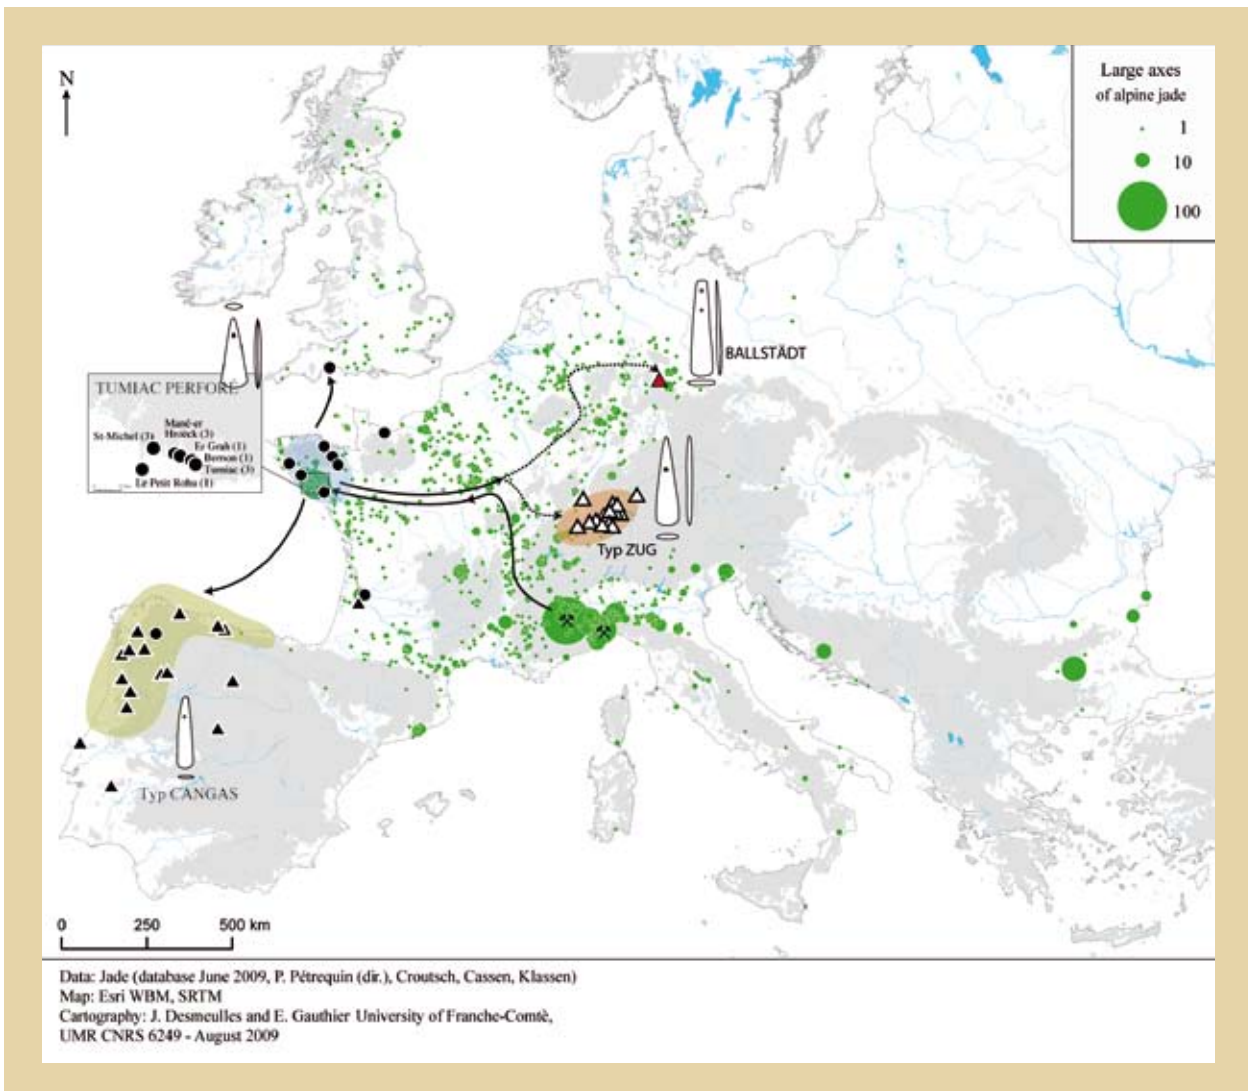 N
Large axes
of alpine jade
1
10
100
BALLSTÄDT
TUMIAC PERFORÉ
Mané-er
Hroëck (3)
St-Michel (3)
Er Grah (1)
Bernon (1)
Tumiac (3)
Le Petit Rohu (1)
Typ ZUG
Typ CANGAS
0 250 500 km
Data: Jade (database June 2009, P. Pétrequin (dir.), Croutsch, Cassen, Klassen)
Map: Esri WBM, SRTM
Cartography: J. Desmeulles and E. Gauthier University of Franche-Comtè,
UMR CNRS 6249 - August 2009